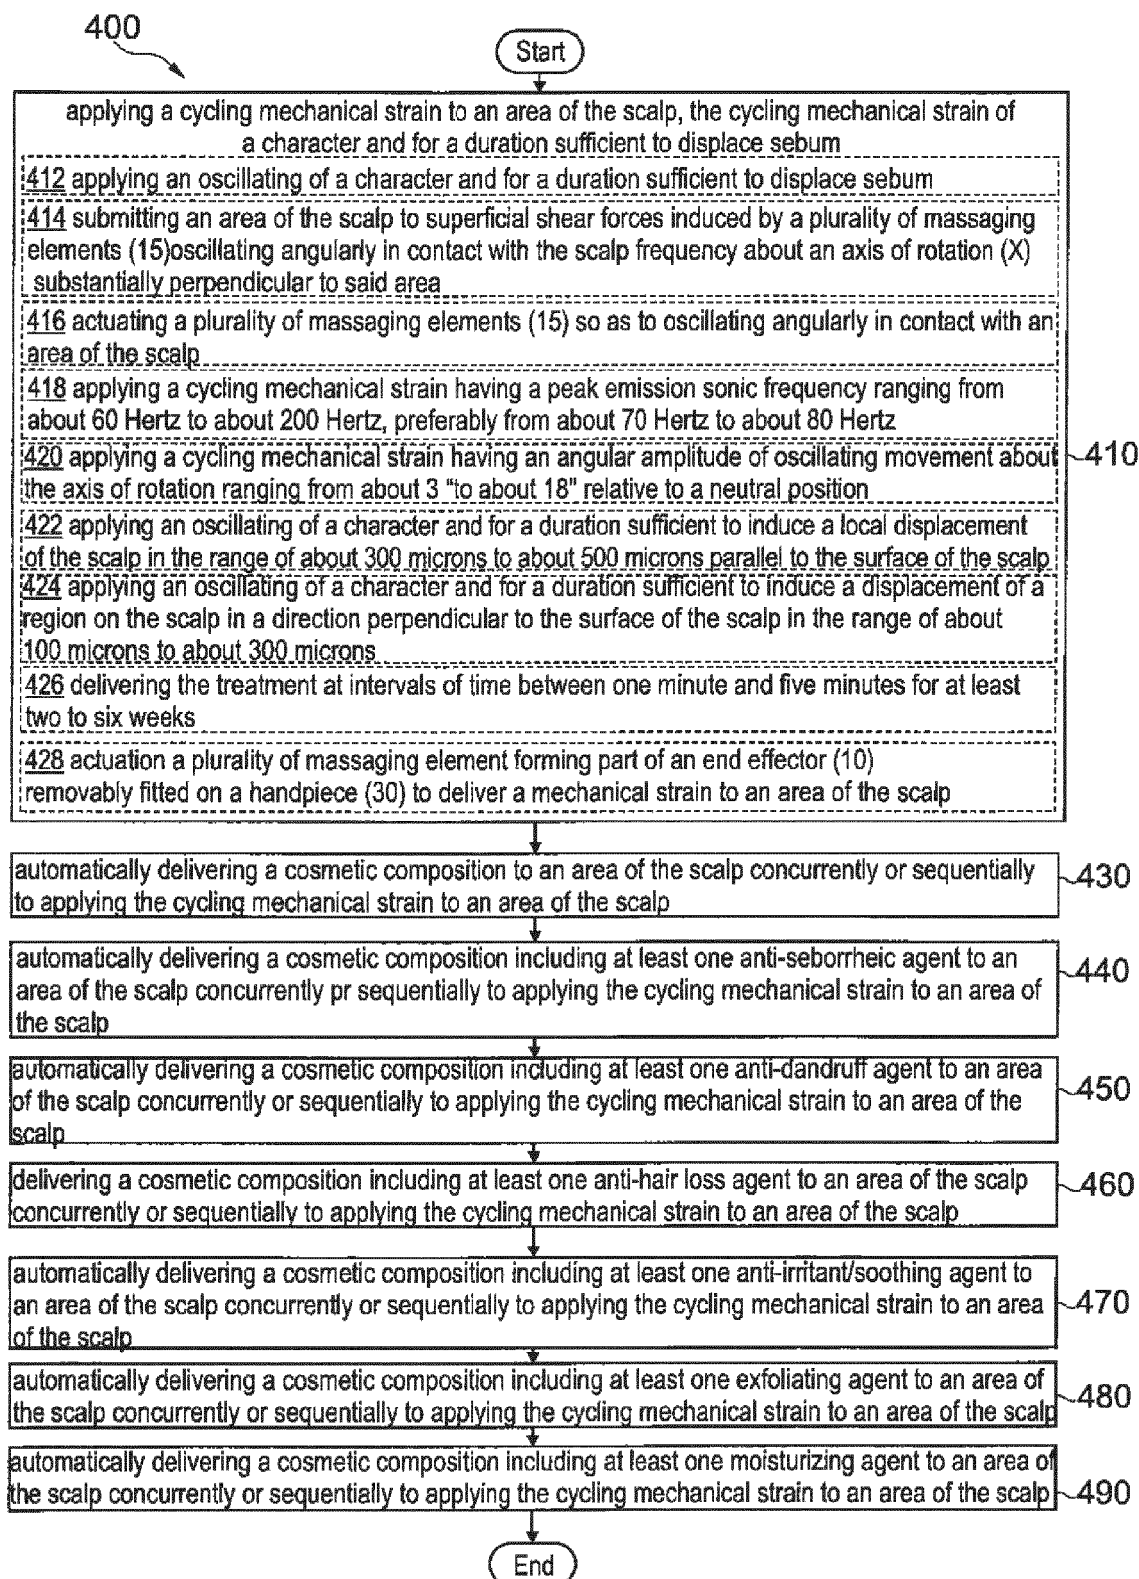 400
Start
applying a cycling mechanical strain to an area of the scalp, the cycling mechanical strain of
a character and for a duration sufficient to displace sebum
412 applying an oscillating of a character and for a duration sufficient to displace sebum
414 submitting an area of the scalp to superficial shear forces induced by a plurality of massaging
elements (15)oscillating angularly in contact with the scalp frequency about an axis of rotation (X)
substantially perpendicular to said area
416 actuating a plurality of massaging elements (15) so as to oscillating angularly in contact with an
area of the scalp
418 applying a cycling mechanical strain having a peak emission sonic frequency ranging from
about 60 Hertz to about 200 Hertz, preferably from about 70 Hertz to about 80 Hertz
420 applying a cycling mechanical strain having an angular amplitude of oscillating movement about
the axis of rotation ranging from about 3 "to about 18" relative to a neutral position
410
422 applying an oscillating of a character and for a duration sufficient to induce a local displacement
of the scalp in the range of about 300 microns to about 500 microns parallel to the surface of the scalp
424 applying an oscillating of a character and for a duration sufficient to induce a displacement of a
region on the scalp in a direction perpendicular to the surface of the scalp in the range of about
100 microns to about 300 microns
426 delivering the treatment at intervals of time between one minute and five minutes for at least
two to six weeks
428 actuation a plurality of massaging element forming part of an end effector (10)
removably fitted on a handpiece (30) to deliver a mechanical strain to an area of the scalp
automatically delivering a cosmetic composition to an area of the scalp concurrently or sequentially
to applying the cycling mechanical strain to an area of the scalp
430
automatically delivering a cosmetic composition including at least one anti-seborrheic agent to an
area of the scalp concurrently pr sequentially to applying the cycling mechanical strain to an area of
the scalp
440
automatically delivering a cosmetic composition including at least one anti-dandruff agent to an area
of the scalp concurrently or sequentially to applying the cycling mechanical strain to an area of the
scalp
450
delivering a cosmetic composition including at least one anti-hair loss agent to an area of the scalp
concurrently or sequentially to applying the cycling mechanical strain to an area of the scalp
460
automatically delivering a cosmetic composition including at least one anti-irritant/soothing agent to
an area of the scalp concurrently or sequentially to applying the cycling mechanical strain to an area
of the scalp
470
automatically delivering a cosmetic composition including at least one exfoliating agent to an area of
the scalp concurrently or sequentially to applying the cycling mechanical strain to an area of the scalp
480
automatically delivering a cosmetic composition including at least one moisturizing agent to an area of
the scalp concurrently or sequentially to applying the cycling mechanical strain to an area of the scalp
490
End